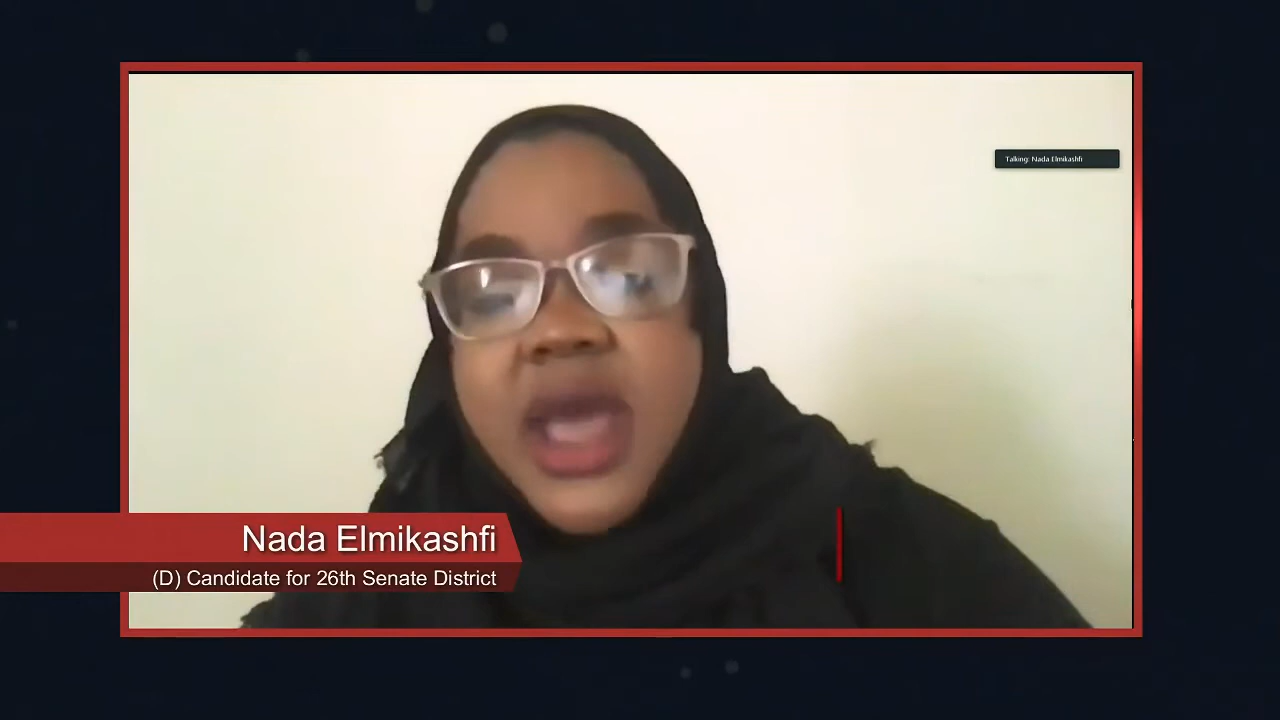 Talking: Nada Elmikashfi
Nada Elmikashfi
(D) Candidate for 26th Senate District